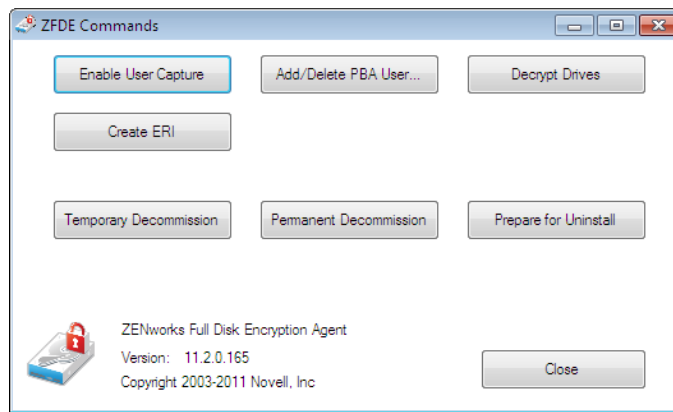 ZFDE Commands
Enable User Capture
Add/Delete PBA User...
Decrypt Drives
Create ERI
Temporary Decommission
Permanent Decommission
Prepare for Uninstall
ZENworks Full Disk Encryption Agent
Version: 11.2.0.165
Copyright 2003-2011 Novell, Inc
Close